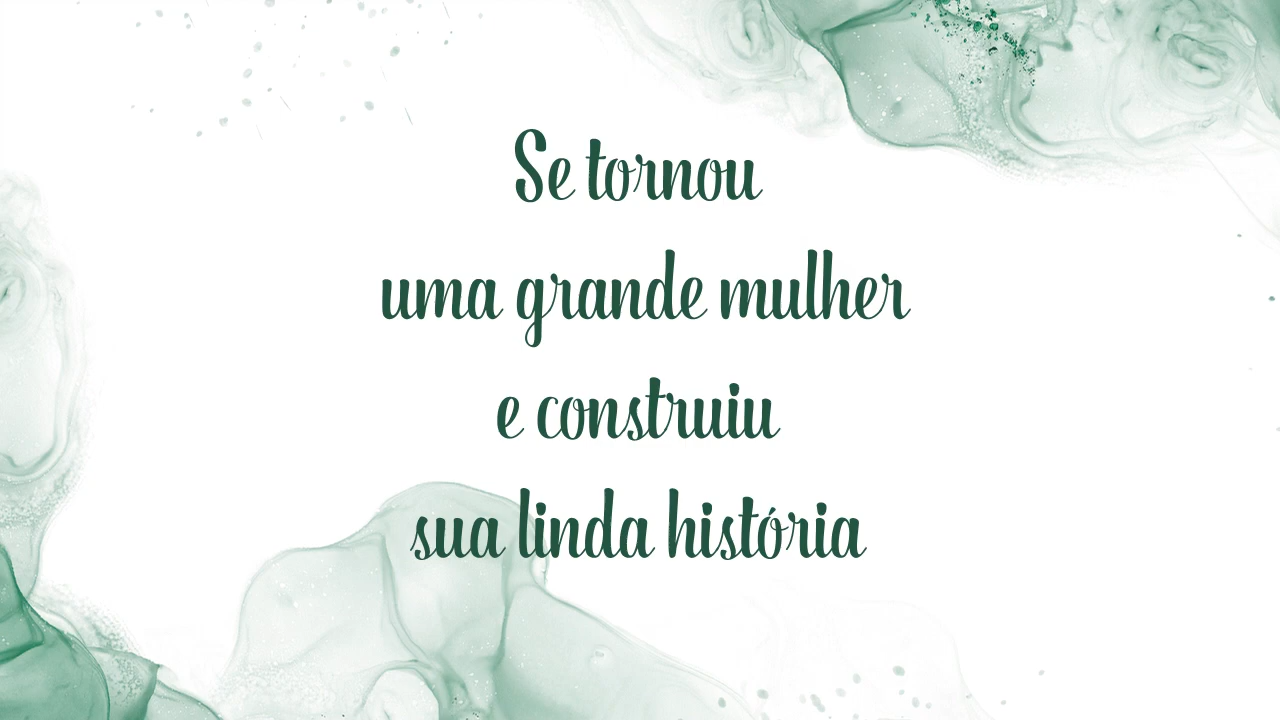 Se tornou
uma grande mulher
e construiu
sua linda história